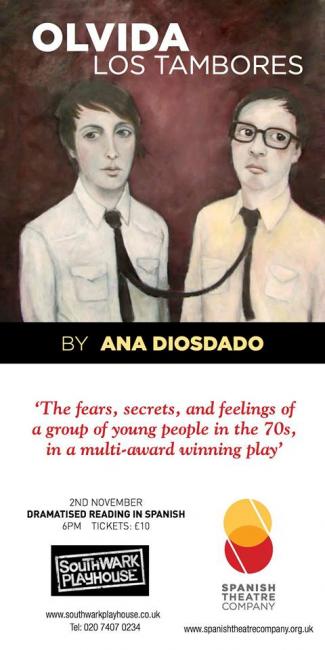 OLVIDA
LOS TAMBORES
BY ANA DIOSDADO
‘The fears, secrets, and feelings of
a group of young people in the 70s,
in a multi-award winning play’
2ND NOVEMBER
DRAMATISED READING IN SPANISH
6PM TICKETS: £10
SOUTHWARK
PLAYHOUSE
www.southwarkplayhouse.co.uk
Tel: 020 7407 0234
SPANISH
THEATRE
COMPANY
www.spanishtheatrecompany.org.uk